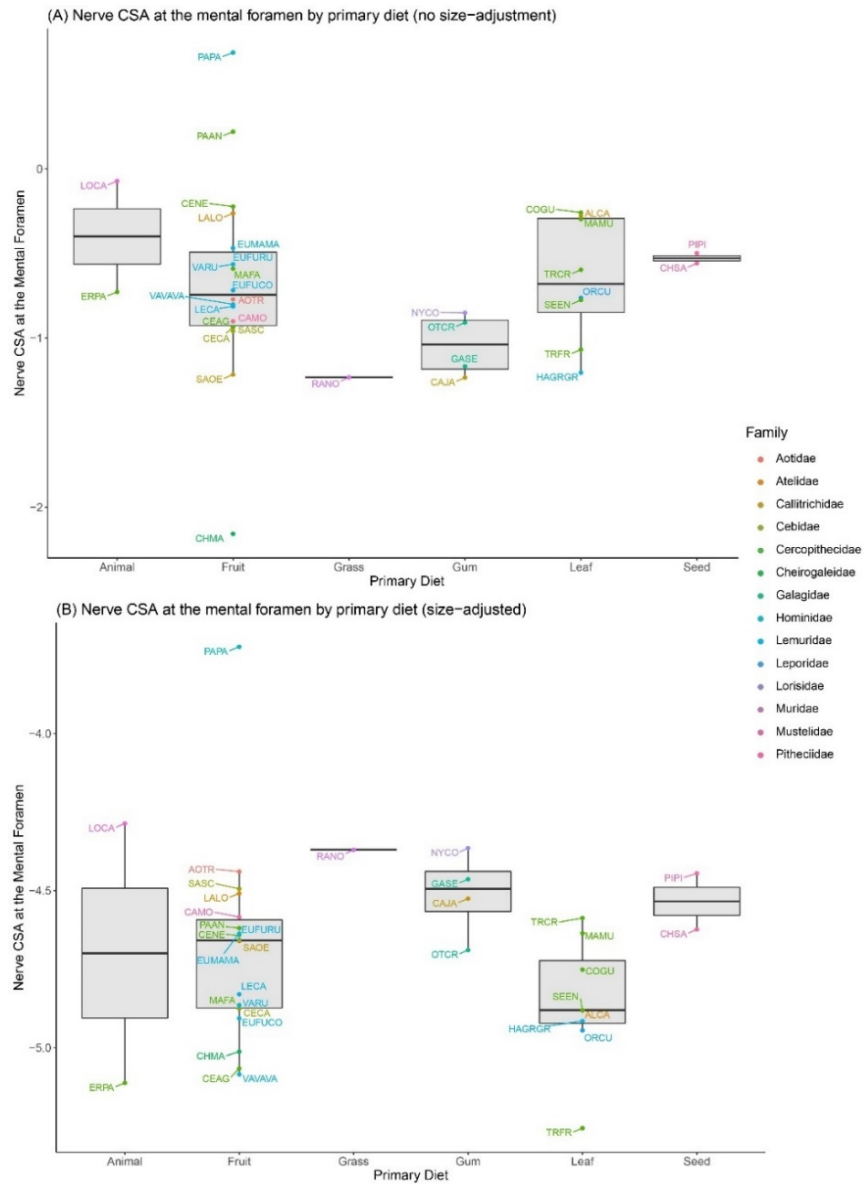 (A) Nerve CSA at the mental foramen by primary diet (no size−adjustment)
Nerve CSA at the Mental Foramen
0
−1
−2
PAPA
PAAN
LOCA
CENE
LALO
COGU
ALCA
MAMU
EUMAMA
PIPI
EUFURU
VARU
CHSA
MAFA
TRCR
ERPA
EUFUCO
VAVAVA
AOTR
ORCU
LECA
SEEN
NYCO
CAMO
CEAG
OTCR
SASC
CECA
TRFR
GASE
SAOE
RANO
CAJA
HAGRGR
CHMA
Animal
Fruit
Grass
Gum
Leaf
Seed
Primary Diet
Family
Aotidae
Atelidae
Callitrichidae
Cebidae
Cercopithecidae
Cheirogaleidae
Galagidae
Hominidae
Lemuridae
Leporidae
Lorisidae
Muridae
Mustelidae
Pitheciidae
(B) Nerve CSA at the mental foramen by primary diet (size−adjusted)
Nerve CSA at the Mental Foramen
−4.0
−4.5
−5.0
PAPA
LOCA
RANO
NYCO
AOTR
PIPI
GASE
SASC
LALO
CAJA
CAMO
TRCR
PAAN
EUFURU
CENE
MAMU
CHSA
SAOE
EUMAMA
OTCR
COGU
LECA
MAFA
VARU
SEEN
CECA
ALCA
EUFUCO
HAGRGR
ORCU
CHMA
CEAG
VAVAVA
ERPA
TRFR
Animal
Fruit
Grass
Gum
Leaf
Seed
Primary Diet